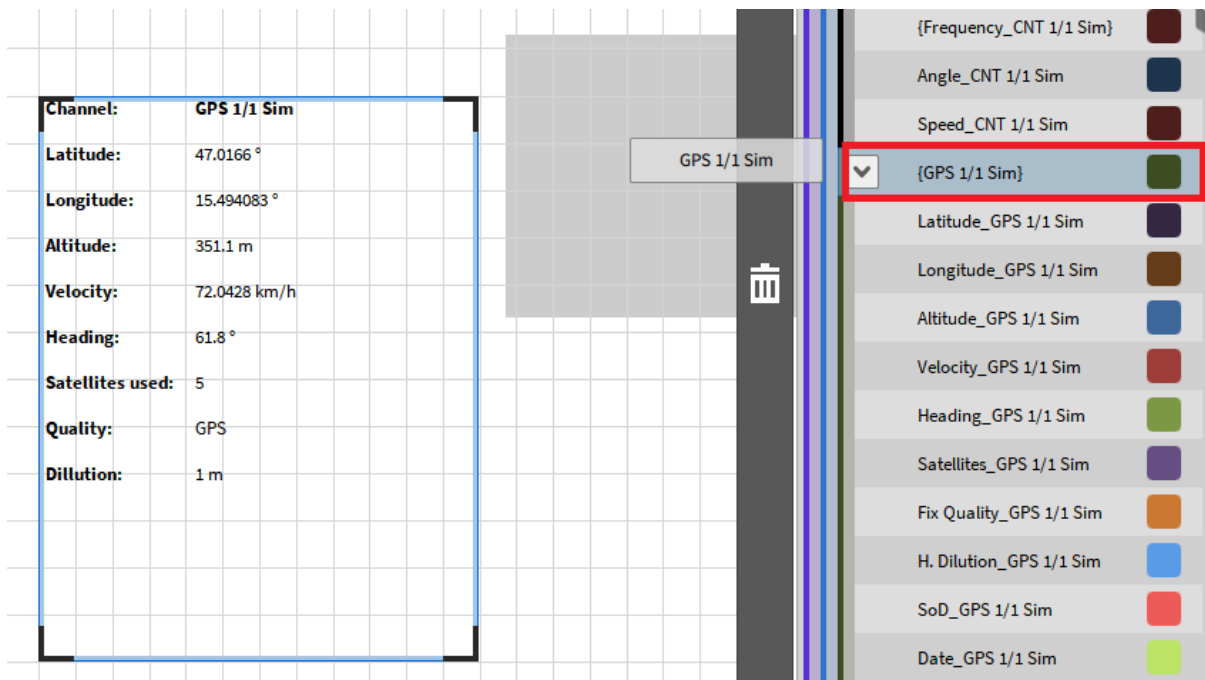 Channel: GPS 1/1 Sim
Latitude: 47.0166 °
Longitude: 15.494083 °
Altitude: 351.1 m
Velocity: 72.0428 km/h
Heading: 61.8 °
Satellites used: 5
Quality: GPS
Dillution: 1 m
GPS 1/1 Sim
{Frequency_CNT 1/1 Sim}
Angle_CNT 1/1 Sim
Speed_CNT 1/1 Sim
{GPS 1/1 Sim}
Latitude_GPS 1/1 Sim
Longitude_GPS 1/1 Sim
Altitude_GPS 1/1 Sim
Velocity_GPS 1/1 Sim
Heading_GPS 1/1 Sim
Satellites_GPS 1/1 Sim
Fix Quality_GPS 1/1 Sim
H. Dilution_GPS 1/1 Sim
SoD_GPS 1/1 Sim
Date_GPS 1/1 Sim